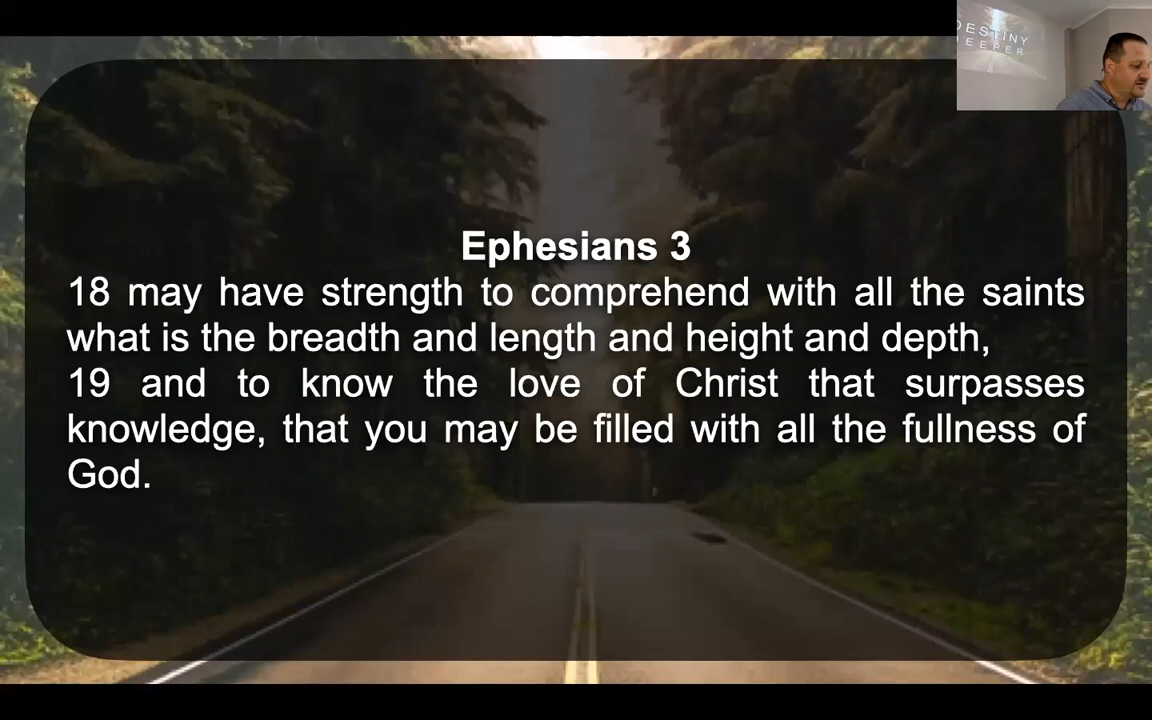 DESTINY
DEEPER
Ephesians 3
18 may have strength to comprehend with all the saints
what is the breadth and length and height and depth,
19 and to know the love of Christ that surpasses
knowledge, that you may be filled with all the fullness of
God.